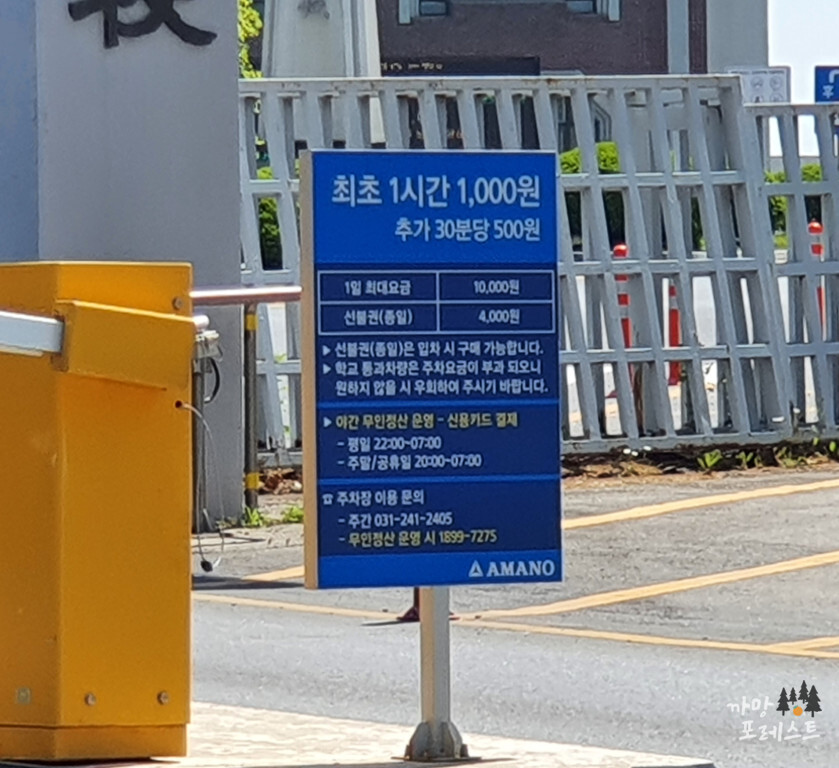 校
최초 1시간 1,000원
추가 30분당 500원
1일 최대요금 10,000원
선불권(종일) 4,000원
▶ 선불권(종일)은 입차 시 구매 가능합니다.
▶ 학교 통과차량은 주차요금이 부과 되오니
원하지 않을 시 우회하여 주시기 바랍니다.
▶ 야간 무인정산 운영 - 신용카드 결제
- 평일 22:00~07:00
- 주말/공휴일 20:00~07:00
☎ 주차장 이용 문의
- 주간 031-241-2405
- 무인정산 운영 시 1899-7275
AMANO
까망
포레스트